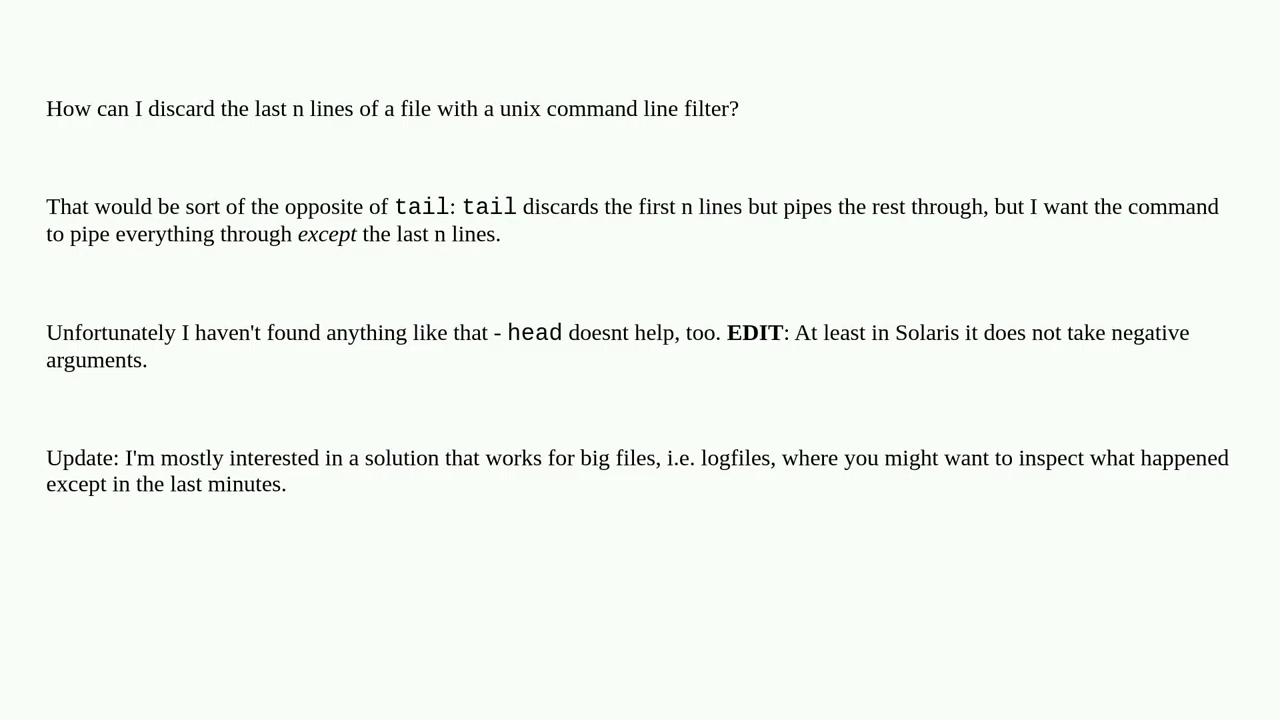 How can I discard the last n lines of a file with a unix command line filter?
That would be sort of the opposite of tail: tail discards the first n lines but pipes the rest through, but I want the command
to pipe everything through except the last n lines.
Unfortunately I haven't found anything like that - head doesnt help, too. EDIT: At least in Solaris it does not take negative
arguments.
Update: I'm mostly interested in a solution that works for big files, i.e. logfiles, where you might want to inspect what happened
except in the last minutes.